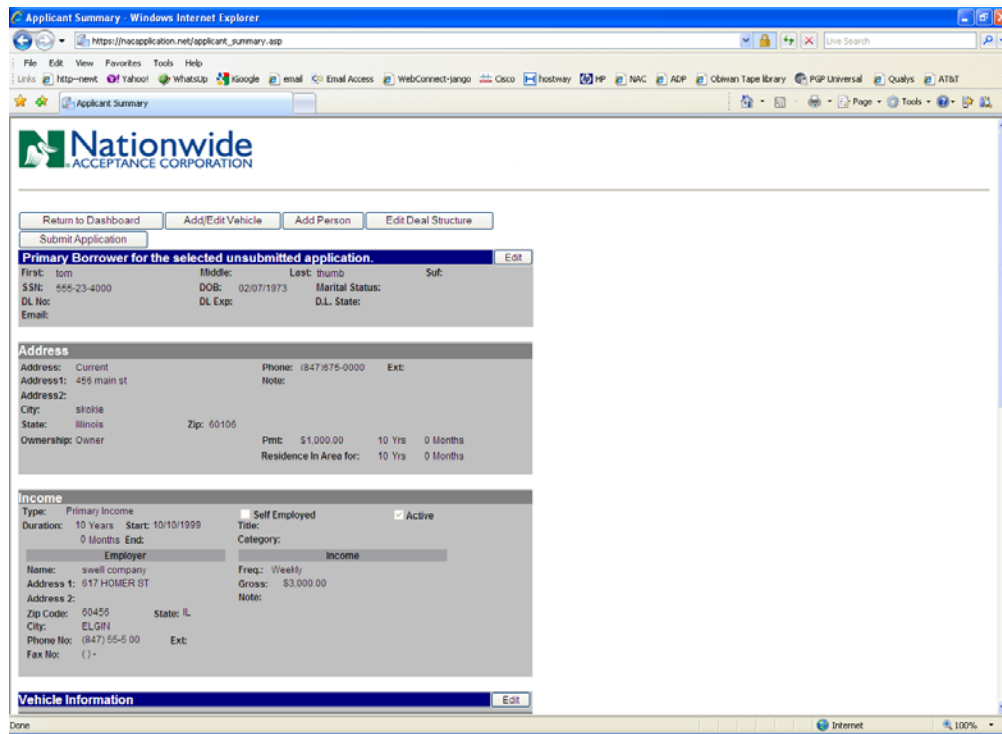 Applicant Summary - Windows Internet Explorer
https://nacapplication.net/applicant_summary.asp
Live Search
File Edit View Favorites Tools Help
Links http--newt Yahoo! WhatsUp iGoogle email Email Access WebConnect-jango Cisco hostway HP NAC ADP Obiwan Tape library PGP Universal Qualys AT&T
Applicant Summary
Page Tools
Nationwide
ACCEPTANCE CORPORATION
Return to Dashboard Add/Edit Vehicle Add Person Edit Deal Structure
Submit Application
Primary Borrower for the selected unsubmitted application. Edit
First: tom Middle: Last: thumb Suf:
SSN: 555-23-4000 DOB: 02/07/1973 Marital Status:
DL No: DL Exp: D.L. State:
Email:
Address
Address: Current Phone: (847)675-0000 Ext:
Address1: 456 main st Note:
Address2:
City: skokie
State: Illinois Zip: 60106
Ownership: Owner Pmt: $1,000.00 10 Yrs 0 Months
Residence In Area for: 10 Yrs 0 Months
Income
Type: Primary Income Self Employed Active
Duration: 10 Years Start: 10/10/1999 Title:
0 Months End: Category:
Employer Income
Name: swell company Freq.: Weekly
Address 1: 617 HOMER ST Gross: $3,000.00
Address 2: Note:
Zip Code: 60456 State: IL
City: ELGIN
Phone No: (847) 55-5 00 Ext:
Fax No: ( ) -
Vehicle Information Edit
Done Internet 100%